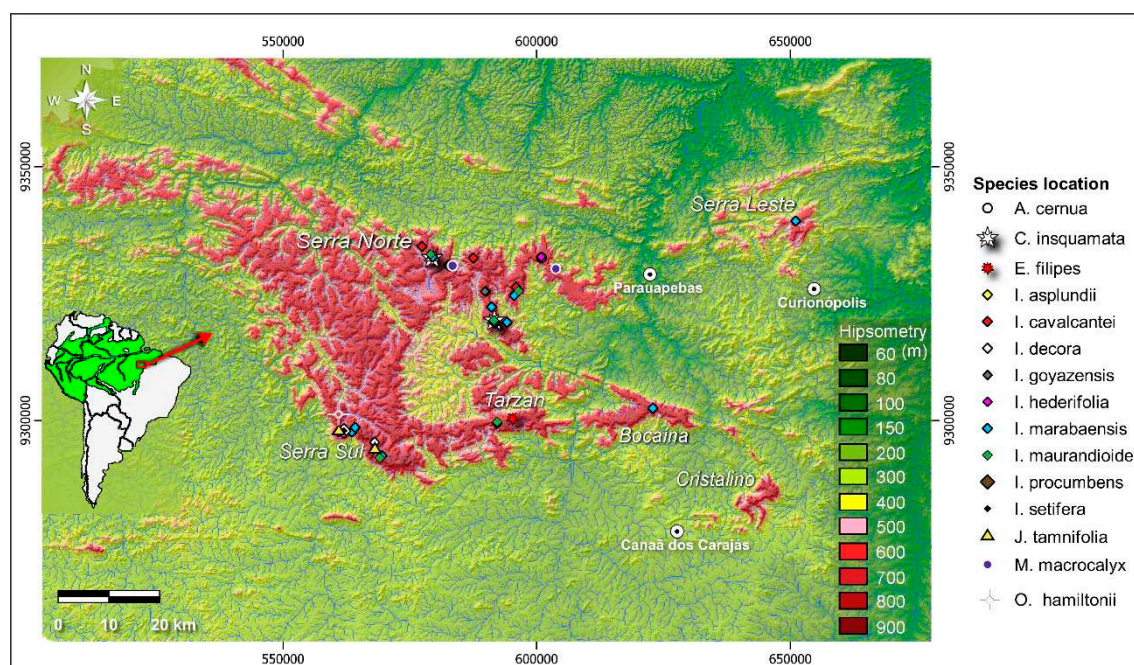 550000 600000 650000
N
W E
S
9350000 9350000
Species location
A. cernua
C. insquamata
E. filipes
I. asplundii
I. cavalcantei
I. decora
I. goyazensis
I. hederifolia
I. marabaensis
I. maurandioide
I. procumbens
I. setifera
J. tamnifolia
M. macrocalyx
O. hamiltonii
Serra Leste
Serra Norte
Parauapebas
Curionópolis
Hipsometry
(m)
60
80
100
150
200
300
400
500
600
700
800
900
Tarzan
9300000 9300000
Serra Sul
Bocaina
Cristalino
Canaã dos Carajás
0 10 20 km
550000 600000 650000